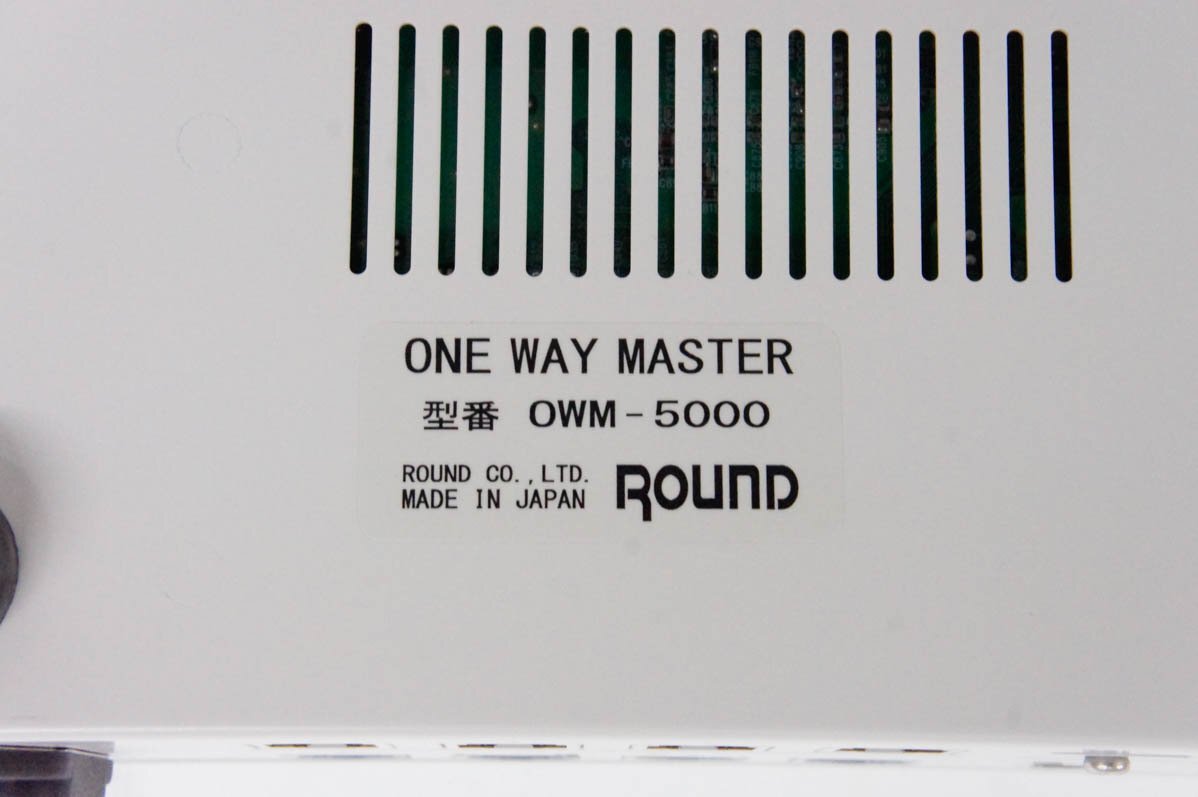 ONE WAY MASTER
型番 OWM-5000
ROUND CO.,LTD.
MADE IN JAPAN
ROUND